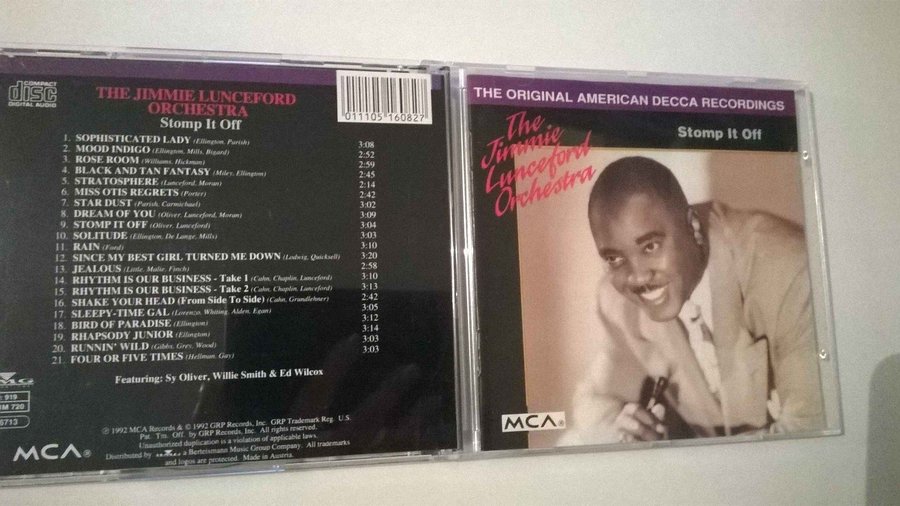 COMPACT
disc
DIGITAL AUDIO
THE JIMMIE LUNCEFORD
ORCHESTRA
Stomp It Off
011105160827
1. SOPHISTICATED LADY (Ellington, Parish) 3:08
2. MOOD INDIGO (Ellington, Mills, Bigard) 2:52
3. ROSE ROOM (Williams, Hickman) 2:59
4. BLACK AND TAN FANTASY (Miley, Ellington) 2:45
5. STRATOSPHERE (Lunceford, Moran) 2:14
6. MISS OTIS REGRETS (Porter) 2:42
7. STAR DUST (Parish, Carmichael) 3:02
8. DREAM OF YOU (Oliver, Lunceford, Moran) 3:09
9. STOMP IT OFF (Oliver, Lunceford) 3:04
10. SOLITUDE (Ellington, De Lange, Mills) 3:03
11. RAIN (Ford) 3:10
12. SINCE MY BEST GIRL TURNED ME DOWN (Lodwig, Quicksell) 3:20
13. JEALOUS (Little, Malie, Finch) 2:58
14. RHYTHM IS OUR BUSINESS - Take 1 (Cahn, Chaplin, Lunceford) 3:10
15. RHYTHM IS OUR BUSINESS - Take 2 (Cahn, Chaplin, Lunceford) 3:13
16. SHAKE YOUR HEAD (From Side To Side) (Cahn, Grundlehner) 2:42
17. SLEEPY-TIME GAL (Lorenzo, Whiting, Alden, Egan) 3:05
18. BIRD OF PARADISE (Ellington) 3:12
19. RHAPSODY JUNIOR (Ellington) 3:14
20. RUNNIN' WILD (Gibbs, Grey, Wood) 3:03
21. FOUR OR FIVE TIMES (Hellman, Gay) 3:03
Featuring: Sy Oliver, Willie Smith & Ed Wilcox
919
IM 720
6713
MCA®
℗ 1992 MCA Records & © 1992 GRP Records, Inc. GRP Trademark Reg. U.S.
Pat. Tm. Off. by GRP Records, Inc. All rights reserved.
Unauthorized duplication is a violation of applicable laws.
Distributed by BMG a Bertelsmann Music Group Company. All trademarks
and logos are protected. Made in Austria.
THE ORIGINAL AMERICAN DECCA RECORDINGS
Stomp It Off
The
Jimmie
Lunceford
Orchestra
MCA®